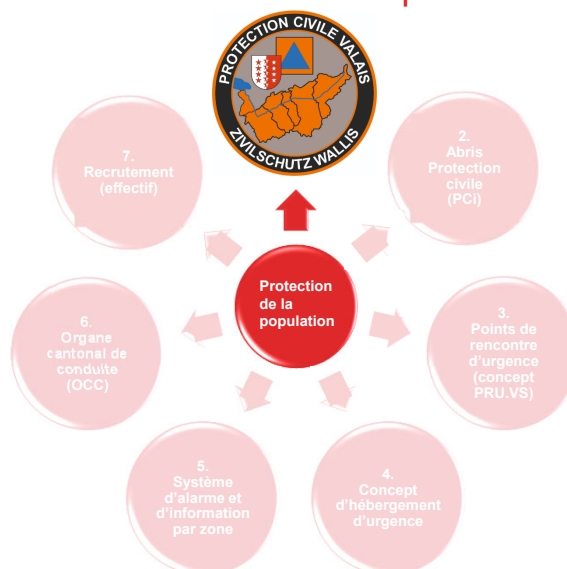 PROTECTION CIVILE VALAIS
ZIVILSCHUTZ WALLIS
7.
Recrutement
(effectif)
2.
Abris
Protection
civile
(PCi)
Protection
de la
population
6.
Organe
cantonal de
conduite
(OCC)
3.
Points de
rencontre
d'urgence
(concept
PRU.VS)
5.
Système
d'alarme et
d'information
par zone
4.
Concept
d'hébergement
d'urgence